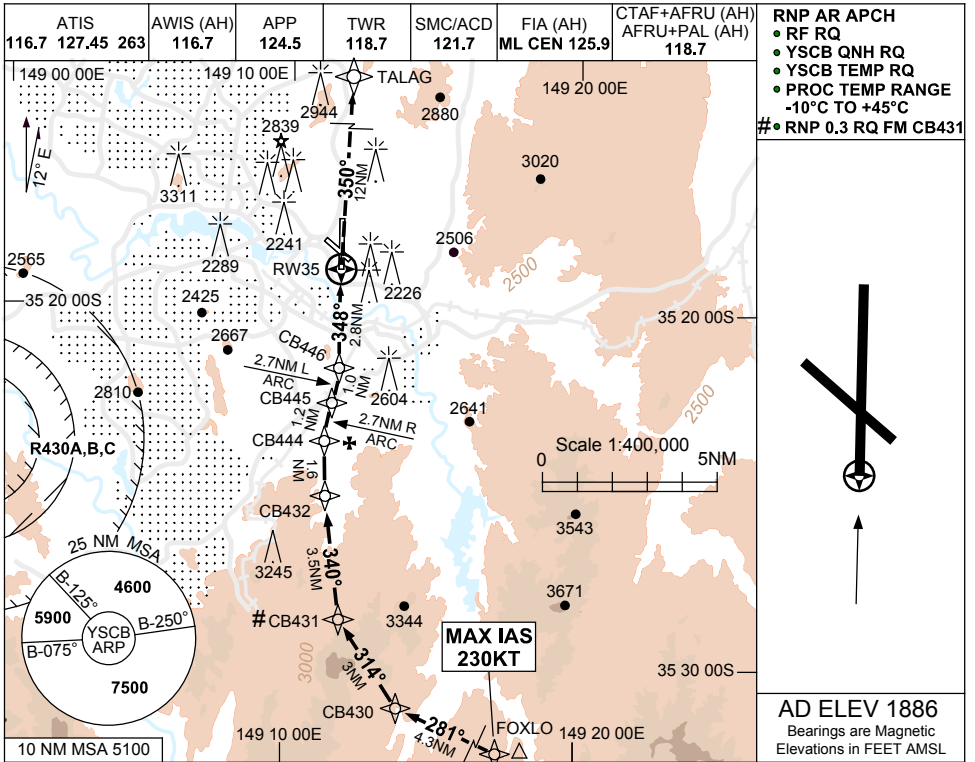 ATIS
116.7 127.45 263
AWIS (AH)
116.7
APP
124.5
TWR
118.7
SMC/ACD
121.7
FIA (AH)
ML CEN 125.9
CTAF+AFRU (AH)
AFRU+PAL (AH)
118.7
RNP AR APCH
• RF RQ
• YSCB QNH RQ
• YSCB TEMP RQ
• PROC TEMP RANGE
-10°C TO +45°C
# • RNP 0.3 RQ FM CB431
149 00 00E
149 10 00E
149 20 00E
TALAG
2944
2880
2839
12° E
350°
12NM
3311
3020
2241
2289
2506
RW35
2226
2500
2565
35 20 00S
35 20 00S
2425
348°
2.8NM
2667
CB446
2.7NM L
ARC
1.0
NM
2604
2810
CB445
1.2
NM
2.7NM R
ARC
2641
2500
CB444
R430A,B,C
Scale 1:400,000
0
5NM
1.6
NM
CB432
3543
3245
340°
3.5NM
25 NM MSA
B-125°
4600
5900
B-250°
YSCB
ARP
B-075°
7500
# CB431
3344
3671
MAX IAS
230KT
3000
314°
3NM
35 30 00S
CB430
281°
4.3NM
FOXLO
10 NM MSA 5100
149 10 00E
149 20 00E
AD ELEV 1886
Bearings are Magnetic
Elevations in FEET AMSL